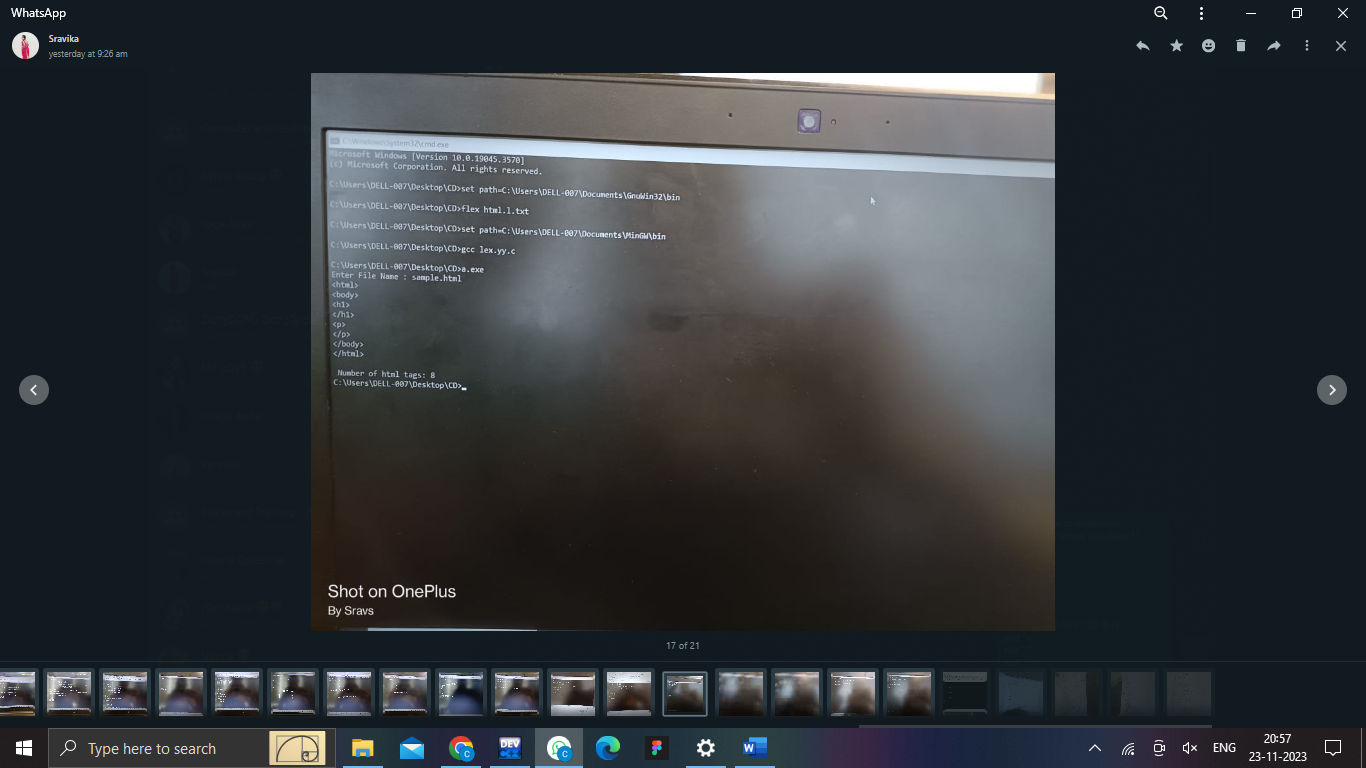 WhatsApp
Sravika
yesterday at 9:26 am
C:\Windows\System32\cmd.exe
Microsoft Windows [Version 10.0.19045.3570]
(c) Microsoft Corporation. All rights reserved.
C:\Users\DELL-007\Desktop\CD>set path=C:\Users\DELL-007\Documents\GnuWin32\bin
C:\Users\DELL-007\Desktop\CD>flex html.l.txt
C:\Users\DELL-007\Desktop\CD>set path=C:\Users\DELL-007\Documents\MinGW\bin
C:\Users\DELL-007\Desktop\CD>gcc lex.yy.c
C:\Users\DELL-007\Desktop\CD>a.exe
Enter File Name : sample.html
<html>
<body>
<h1>
</h1>
<p>
</p>
</body>
</html>
Number of html tags: 8
C:\Users\DELL-007\Desktop\CD>
Shot on OnePlus
By Sravs
17 of 21
Type here to search
DEV
C
C
C
W
ENG
20:57
23-11-2023